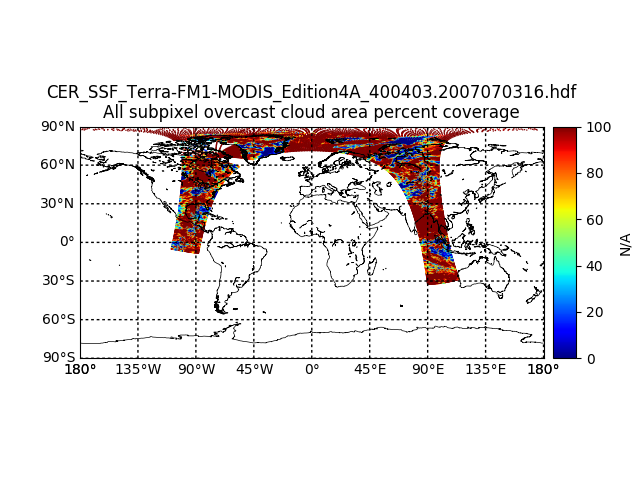 CER_SSF_Terra-FM1-MODIS_Edition4A_400403.2007070316.hdf
All subpixel overcast cloud area percent coverage
90°N
60°N
30°N
0°
30°S
60°S
90°S
180° 135°W 90°W 45°W 0° 45°E 90°E 135°E 180°
100
80
60
40
20
0
N/A